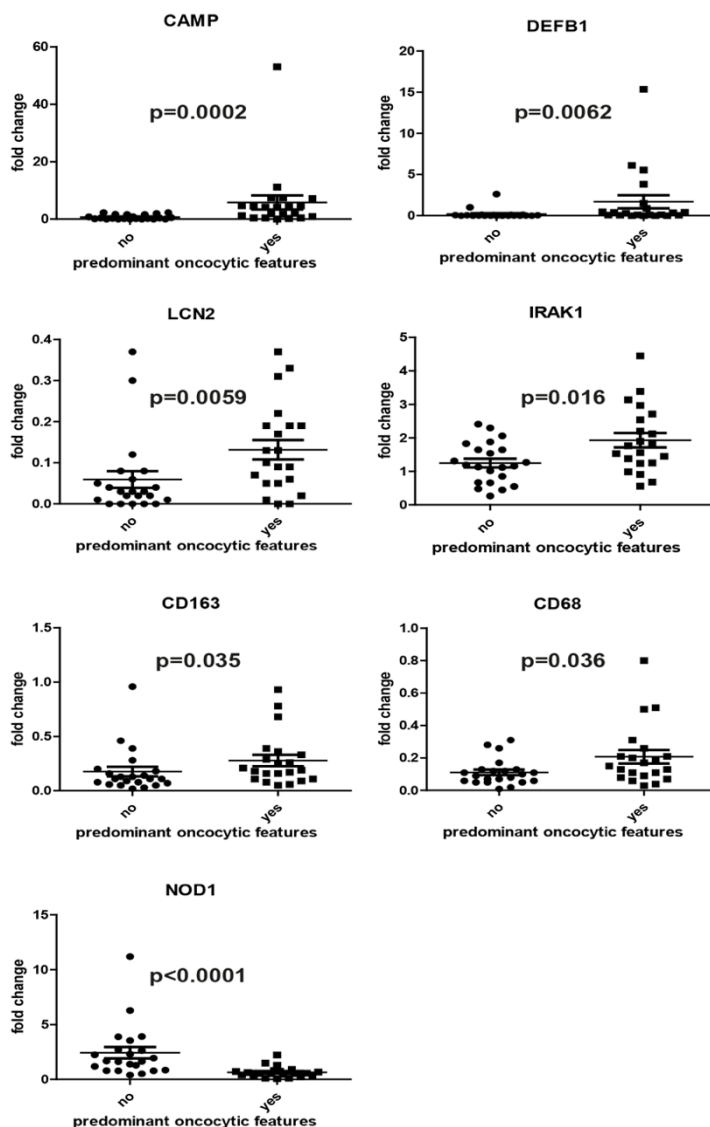 CAMP
60
40
20
0
fold change
p=0.0002
no
yes
predominant oncocytic features
DEFB1
20
15
10
5
0
fold change
p=0.0062
no
yes
predominant oncocytic features
LCN2
0.4
0.3
0.2
0.1
0.0
fold change
p=0.0059
no
yes
predominant oncocytic features
IRAK1
5
4
3
2
1
0
fold change
p=0.016
no
yes
predominant oncocytic features
CD163
1.5
1.0
0.5
0.0
fold change
p=0.035
no
yes
predominant oncocytic features
CD68
1.0
0.8
0.6
0.4
0.2
0.0
fold change
p=0.036
no
yes
predominant oncocytic features
NOD1
15
10
5
0
fold change
p<0.0001
no
yes
predominant oncocytic features